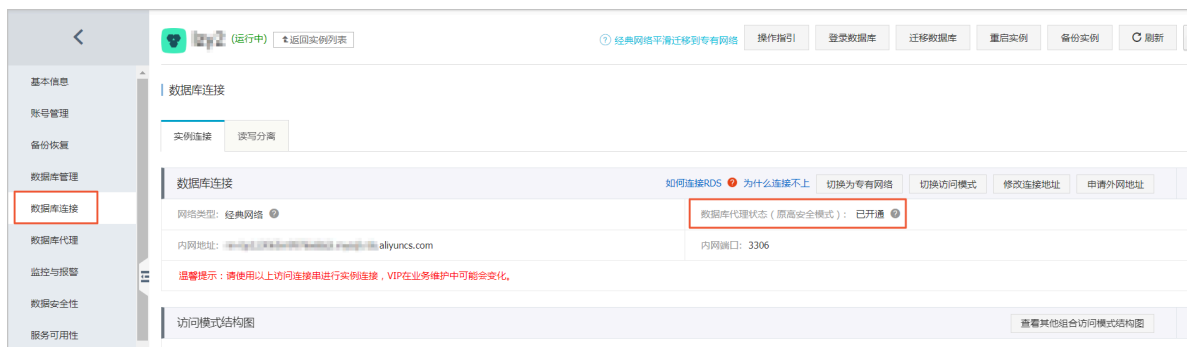 (运行中) 返回实例列表 经典网络平滑迁移到专有网络 操作指引 登录数据库 迁移数据库 重启实例 备份实例 刷新
基本信息
账号管理
备份恢复
数据库管理
数据库连接
数据库代理
监控与报警
数据安全性
服务可用性
数据库连接
实例连接 读写分离
数据库连接 如何连接RDS 为什么连接不上 切换为专有网络 切换访问模式 修改连接地址 申请外网地址
网络类型: 经典网络 数据库代理状态 ( 原高安全模式 ) : 已开通
内网地址: aliyuncs.com 内网端口: 3306
温馨提示:请使用以上访问连接串进行实例连接,VIP在业务维护中可能会变化。
访问模式结构图 查看其他组合访问模式结构图